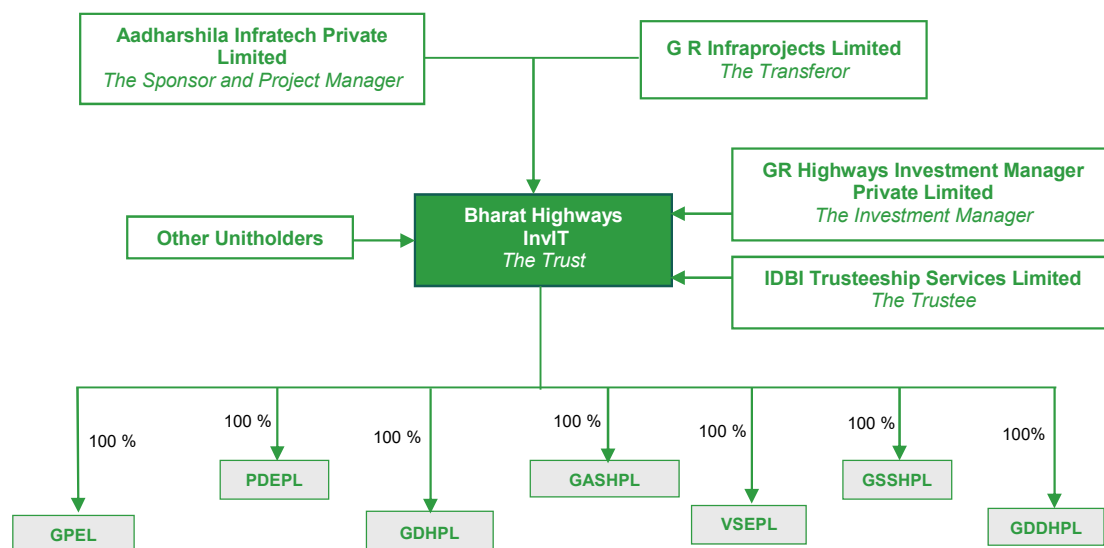 Aadharshila Infratech Private
Limited
The Sponsor and Project Manager
G R Infraprojects Limited
The Transferor
GR Highways Investment Manager
Private Limited
The Investment Manager
Bharat Highways
InvIT
The Trust
Other Unitholders
IDBI Trusteeship Services Limited
The Trustee
100 %
100 %
100 %
100 %
100 %
100 %
100%
PDEPL
GASHPL
GSSHPL
GPEL
GDHPL
VSEPL
GDDHPL